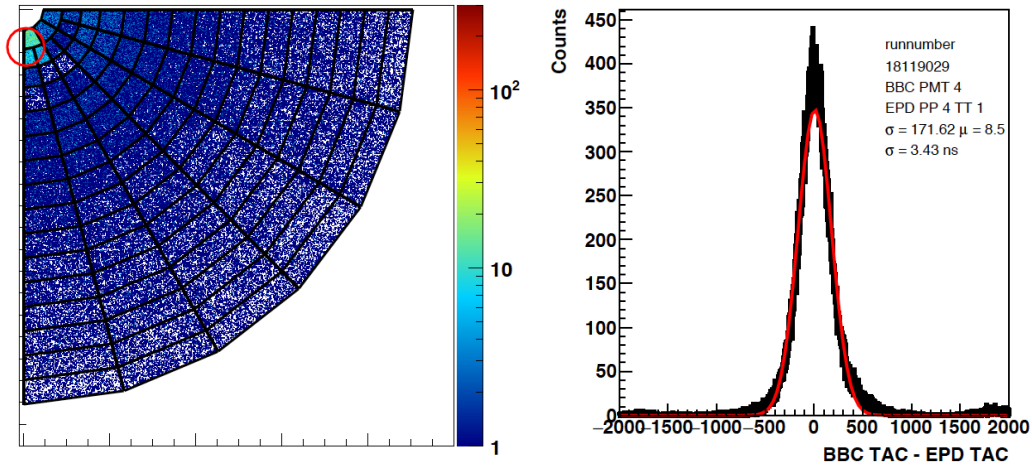 10²
10
1
Counts
450
400
350
300
250
200
150
100
50
0
runnumber
18119029
BBC PMT 4
EPD PP 4 TT 1
σ = 171.62 μ = 8.5
σ = 3.43 ns
−2000 −1500 −1000 −500 0 500 1000 1500 2000
BBC TAC - EPD TAC